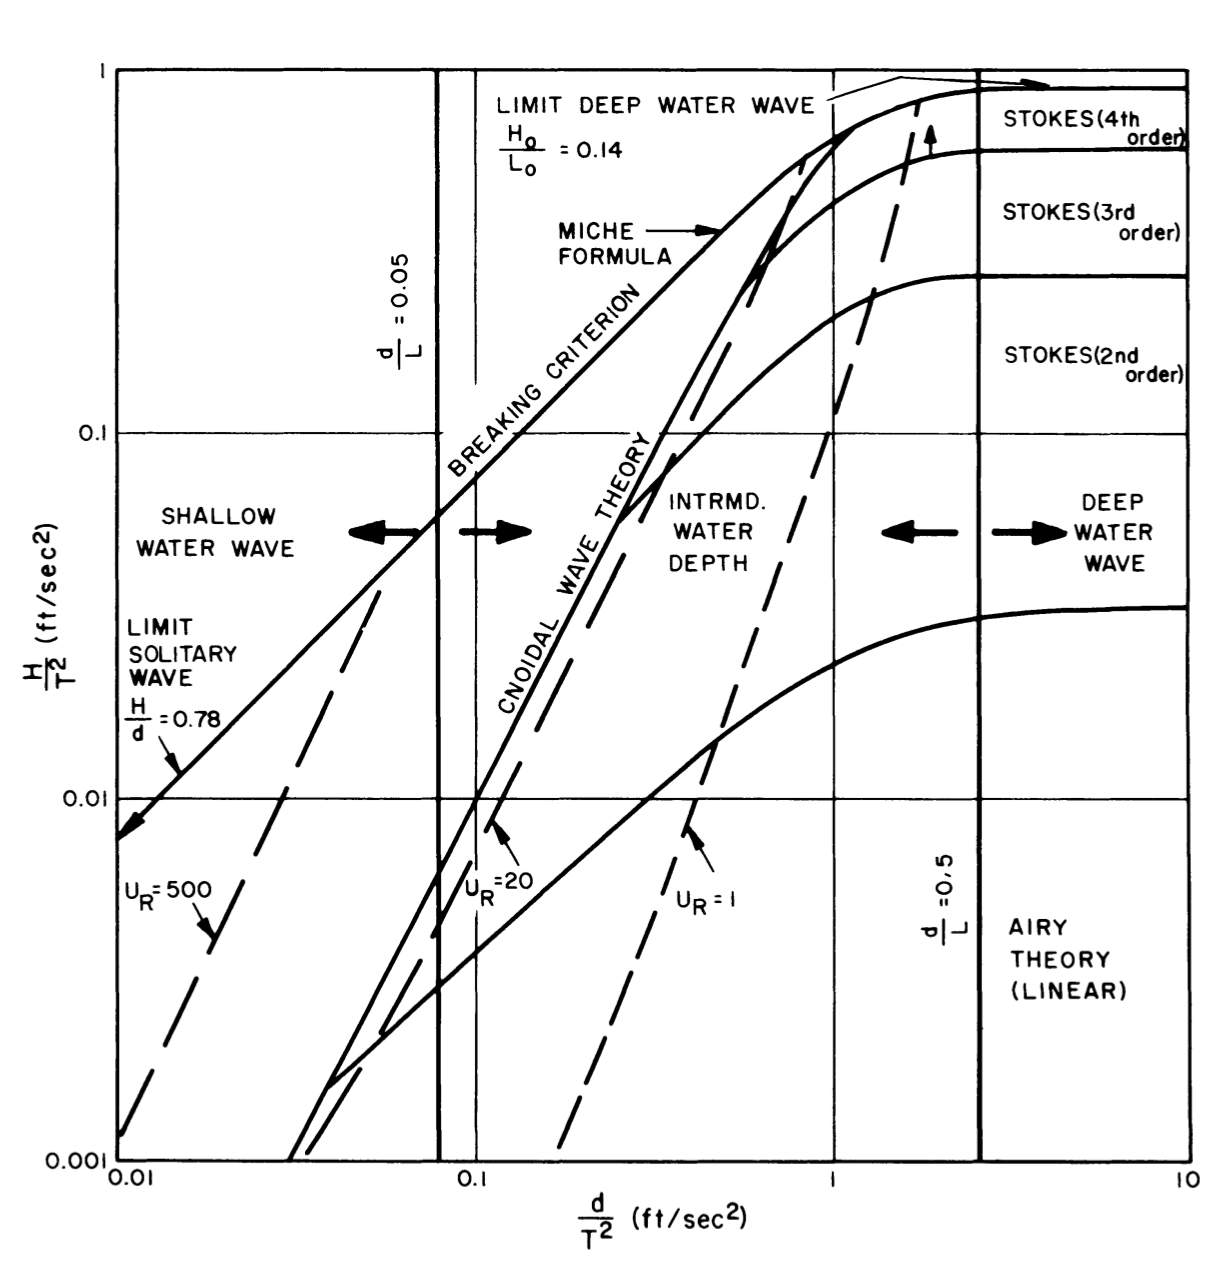 1
LIMIT DEEP WATER WAVE
H₀
L₀
= 0.14
STOKES(4th
order)
MICHE
FORMULA
STOKES(3rd
order)
d
L
= 0.05
BREAKING CRITERION
STOKES(2nd
order)
0.1
CNOIDAL WAVE THEORY
SHALLOW
WATER WAVE
INTRMD.
WATER
DEPTH
DEEP
WATER
WAVE
H
T²
(ft/sec²)
LIMIT
SOLITARY
WAVE
H
d
=0.78
0.01
U_R=500
U_R=20
U_R=1
d
L
=0.5
AIRY
THEORY
(LINEAR)
0.001
0.01
0.1
1
10
d
T²
(ft/sec²)